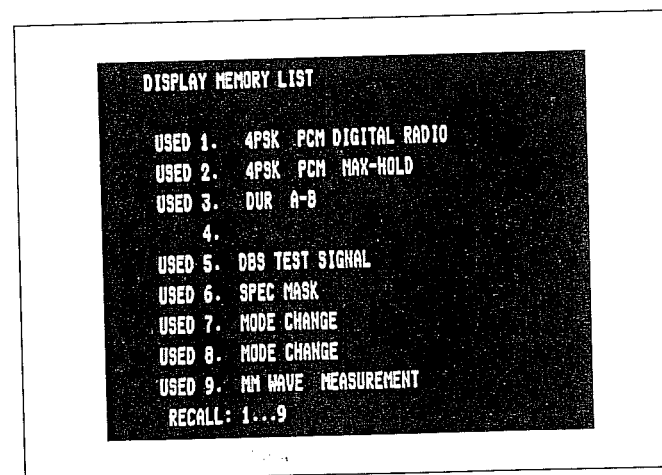 DISPLAY MEMORY LIST
USED 1. 4PSK PCM DIGITAL RADIO
USED 2. 4PSK PCM MAX-HOLD
USED 3. DUR A-B
4.
USED 5. DBS TEST SIGNAL
USED 6. SPEC MASK
USED 7. MODE CHANGE
USED 8. MODE CHANGE
USED 9. MM WAVE MEASUREMENT
RECALL: 1...9